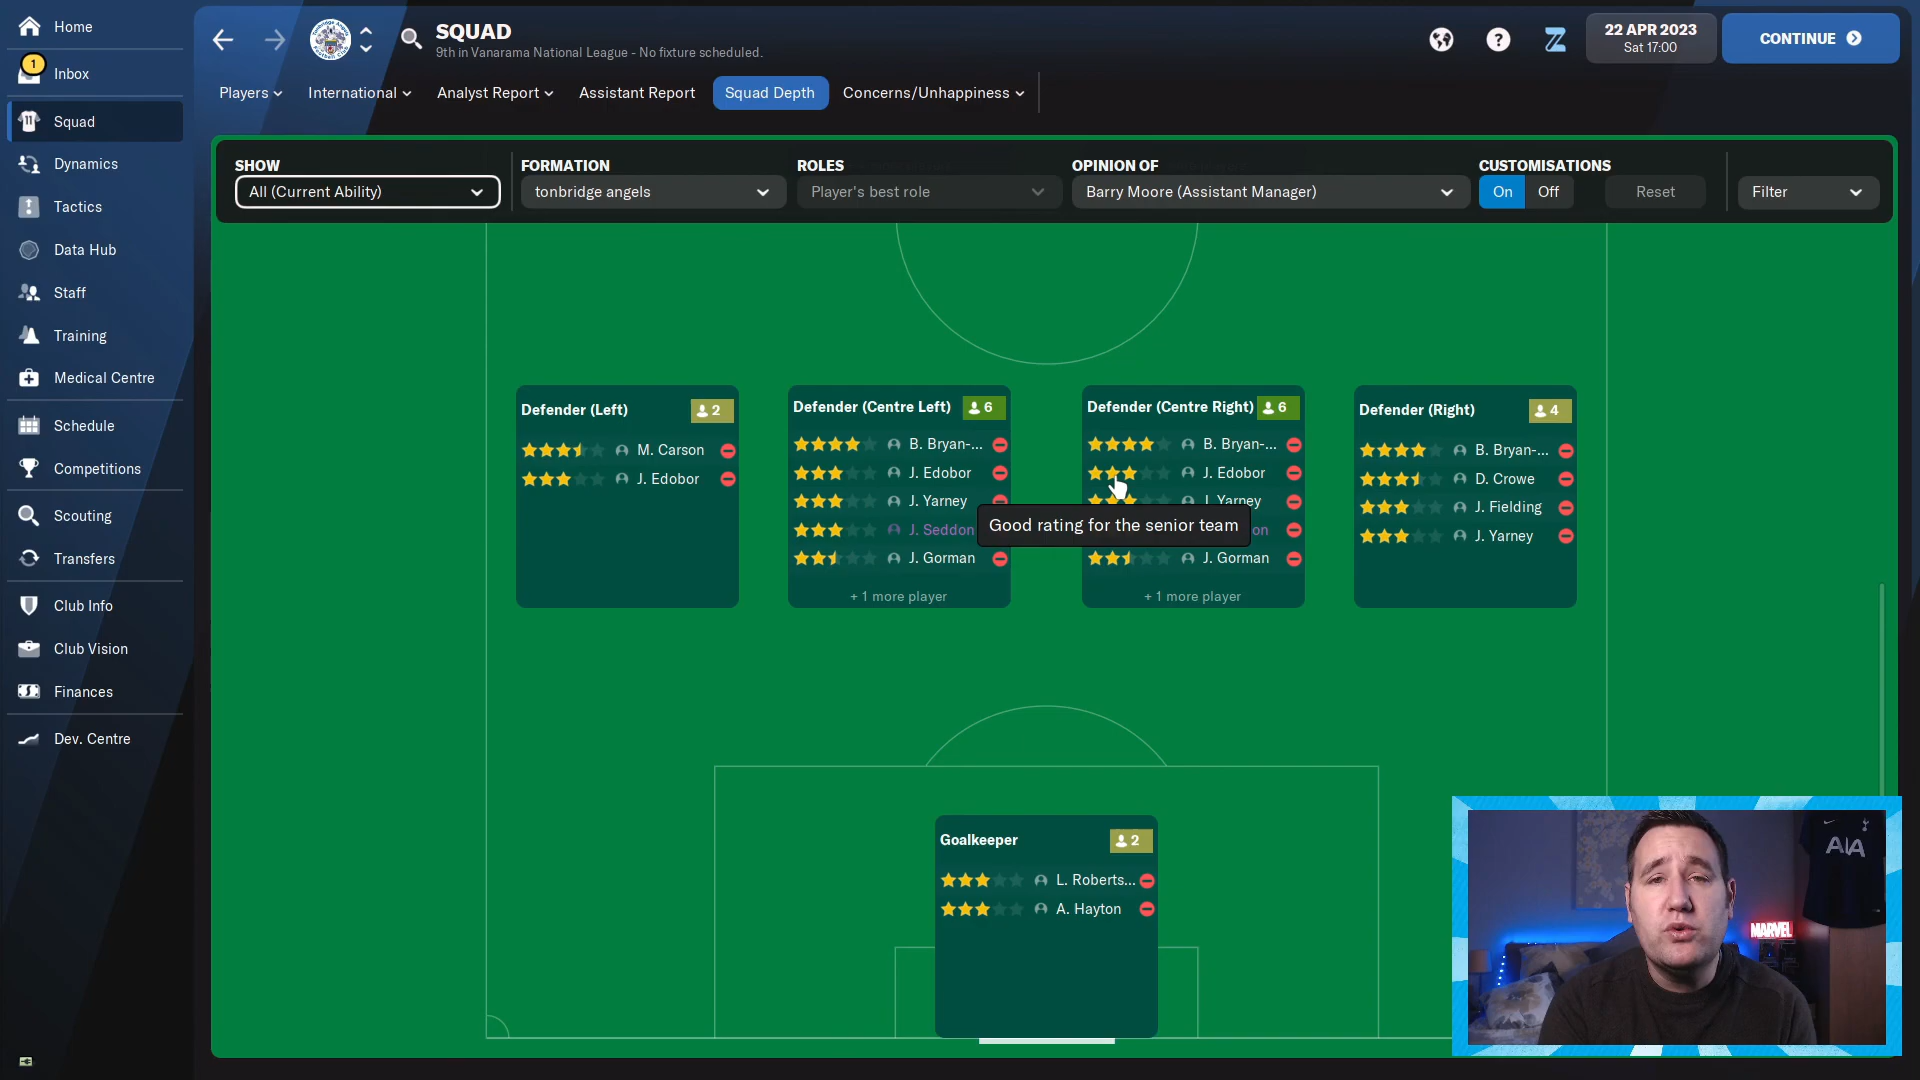 Home
1
Inbox
Squad
Dynamics
Tactics
Data Hub
Staff
Training
Medical Centre
Schedule
Competitions
Scouting
Transfers
Club Info
Club Vision
Finances
Dev. Centre
SQUAD
9th in Vanarama National League - No fixture scheduled.
22 APR 2023
Sat 17:00
CONTINUE
Players
International
Analyst Report
Assistant Report
Squad Depth
Concerns/Unhappiness
SHOW
All (Current Ability)
FORMATION
tonbridge angels
ROLES
Player's best role
OPINION OF
Barry Moore (Assistant Manager)
CUSTOMISATIONS
On Off
Reset
Filter
Defender (Left) 2
M. Carson
J. Edobor
Defender (Centre Left) 6
B. Bryan-...
J. Edobor
J. Yarney
J. Seddon
J. Gorman
+ 1 more player
Defender (Centre Right) 6
B. Bryan-...
J. Edobor
J. Yarney
on
J. Gorman
+ 1 more player
Good rating for the senior team
Defender (Right) 4
B. Bryan-...
D. Crowe
J. Fielding
J. Yarney
Goalkeeper 2
L. Roberts...
A. Hayton
AIA
MARVEL